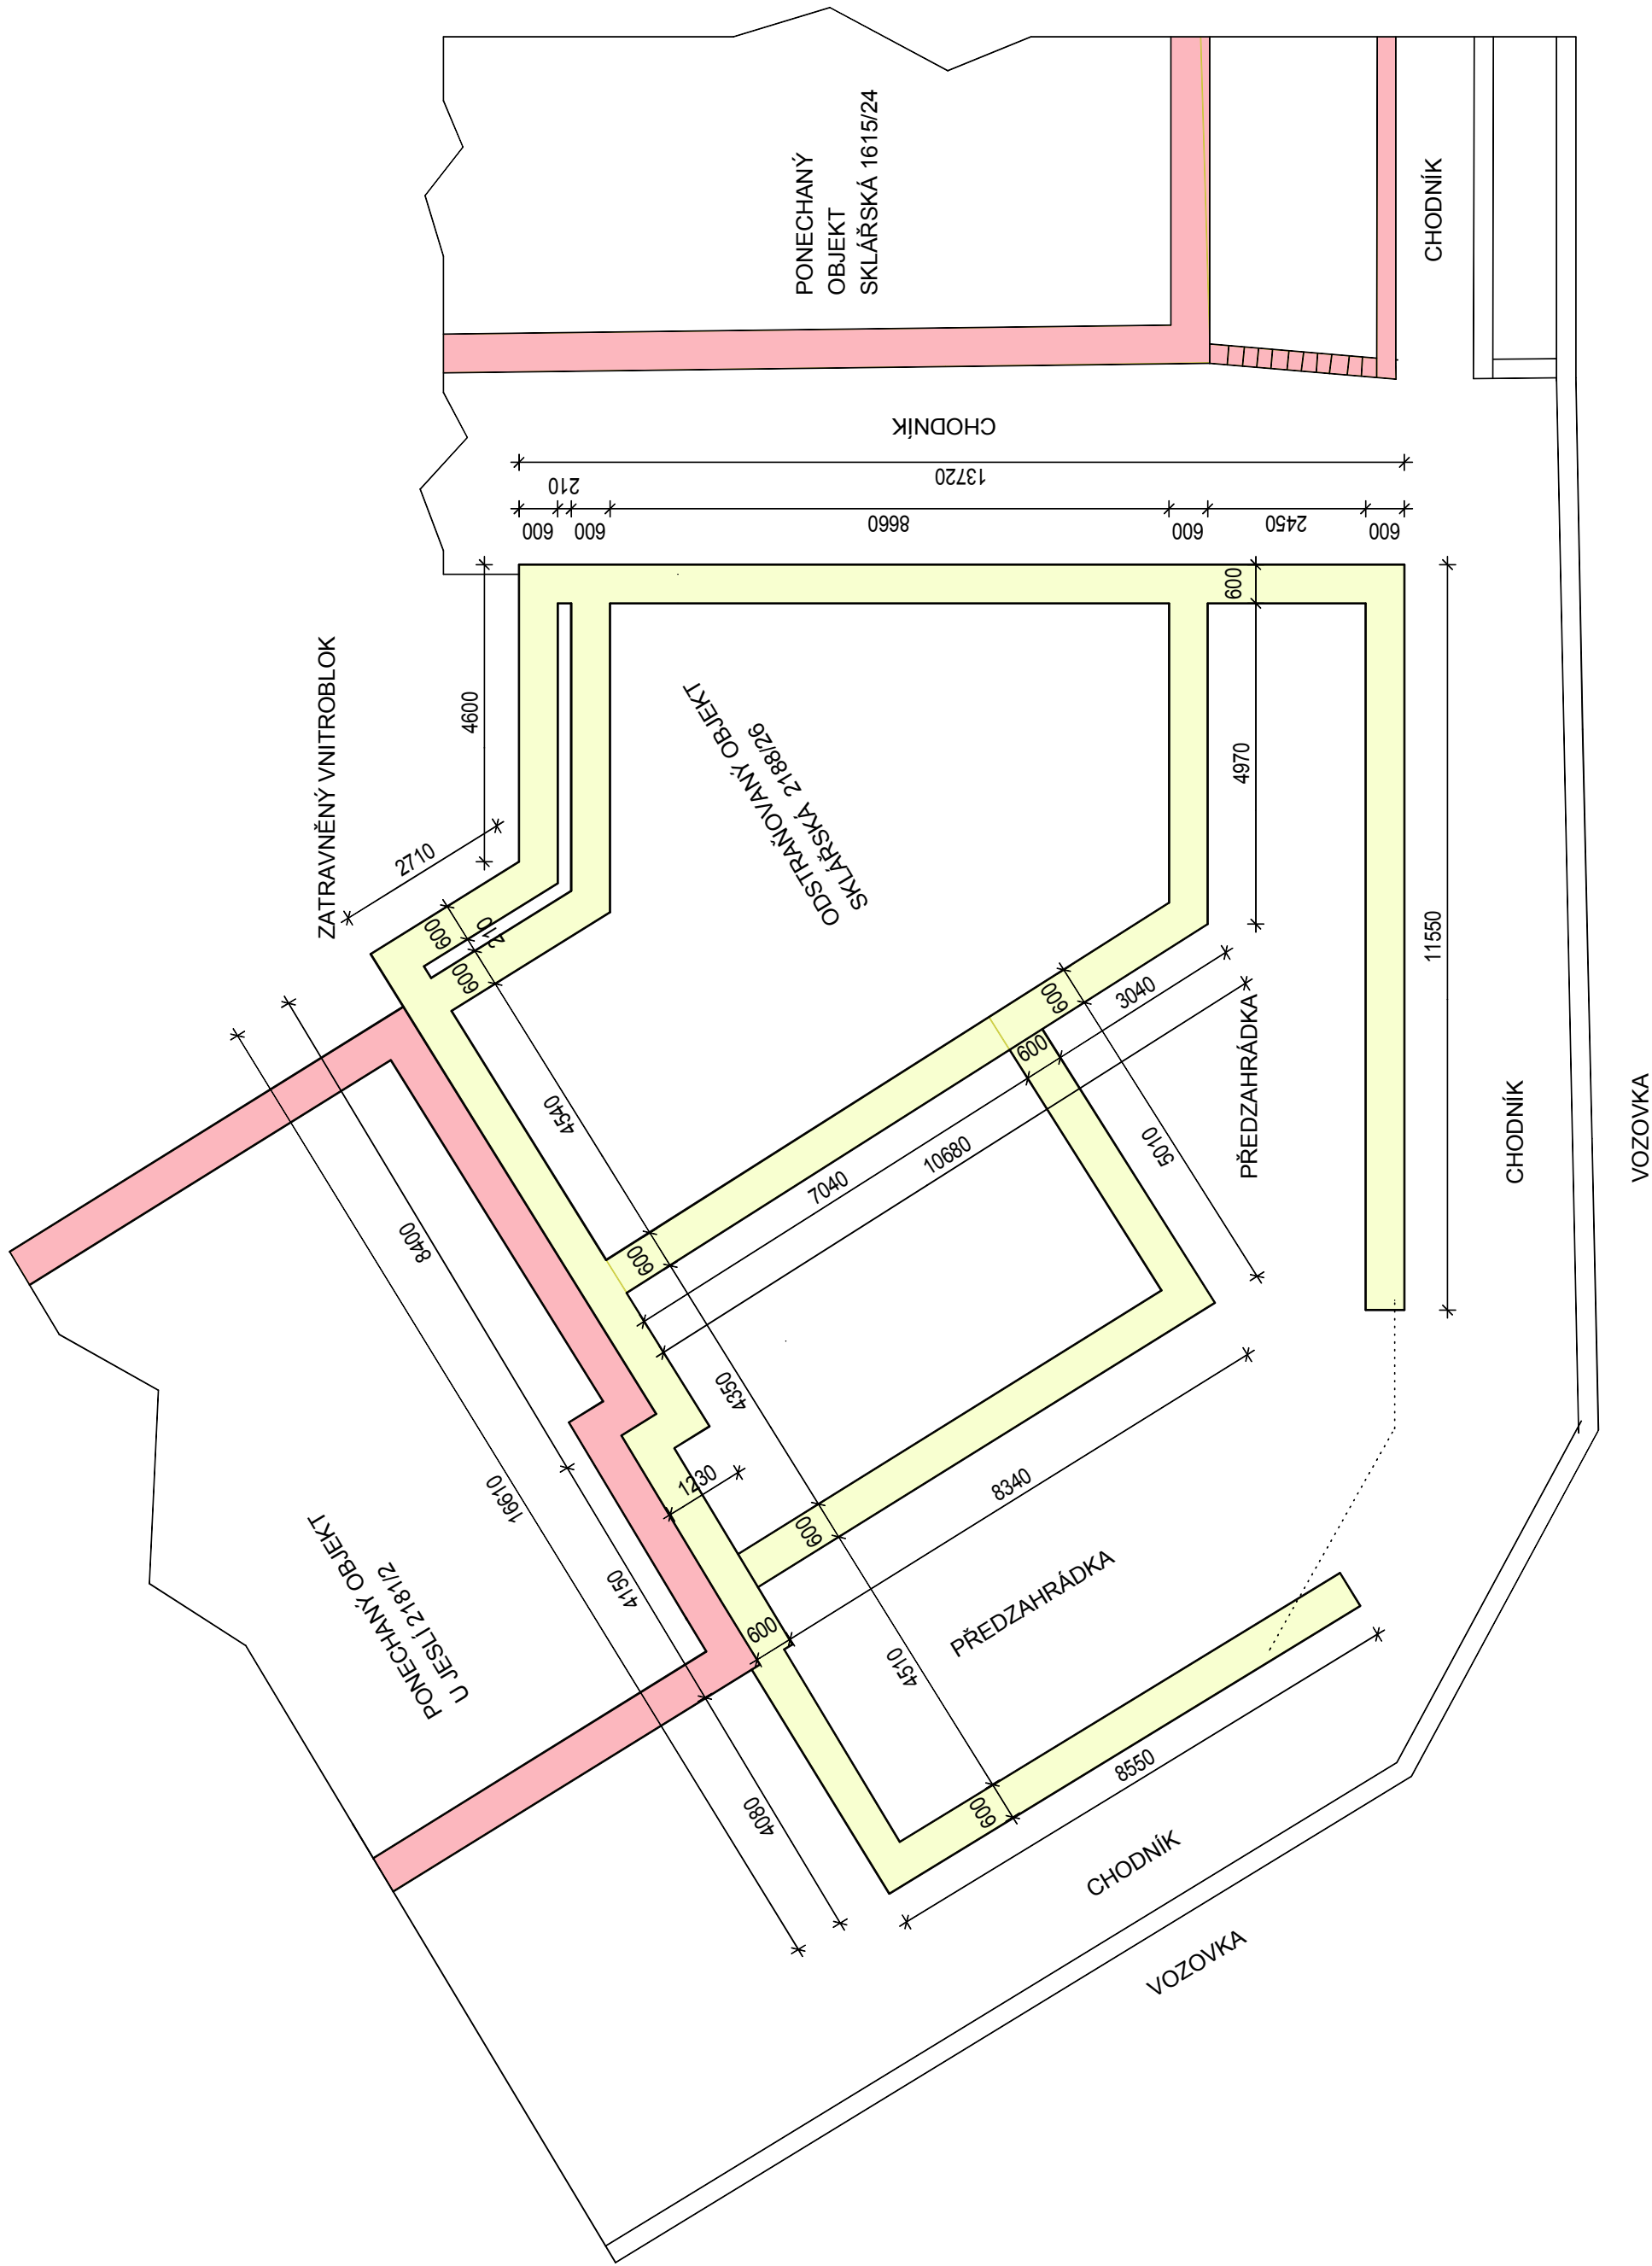 PONECHANÝ
OBJEKT
SKLÁŘSKÁ 1615/24
CHODNÍK
CHODNÍK
13720
210
600
600
8660
600
2450
600
ZATRAVNĚNÝ VNITROBLOK
4600
2710
600
4970
ODSTRAŇOVANÝ OBJEKT
SKLÁŘSKÁ 2188/26
600
210
600
11550
600
3040
600
PŘEDZAHRÁDKA
4540
5010
10680
7040
600
8400
4350
CHODNÍK
VOZOVKA
16610
1230
8340
600
PONECHANÝ OBJEKT
U JESLÍ 2181/2
4150
600
PŘEDZAHRÁDKA
4510
4080
600
8550
CHODNÍK
VOZOVKA